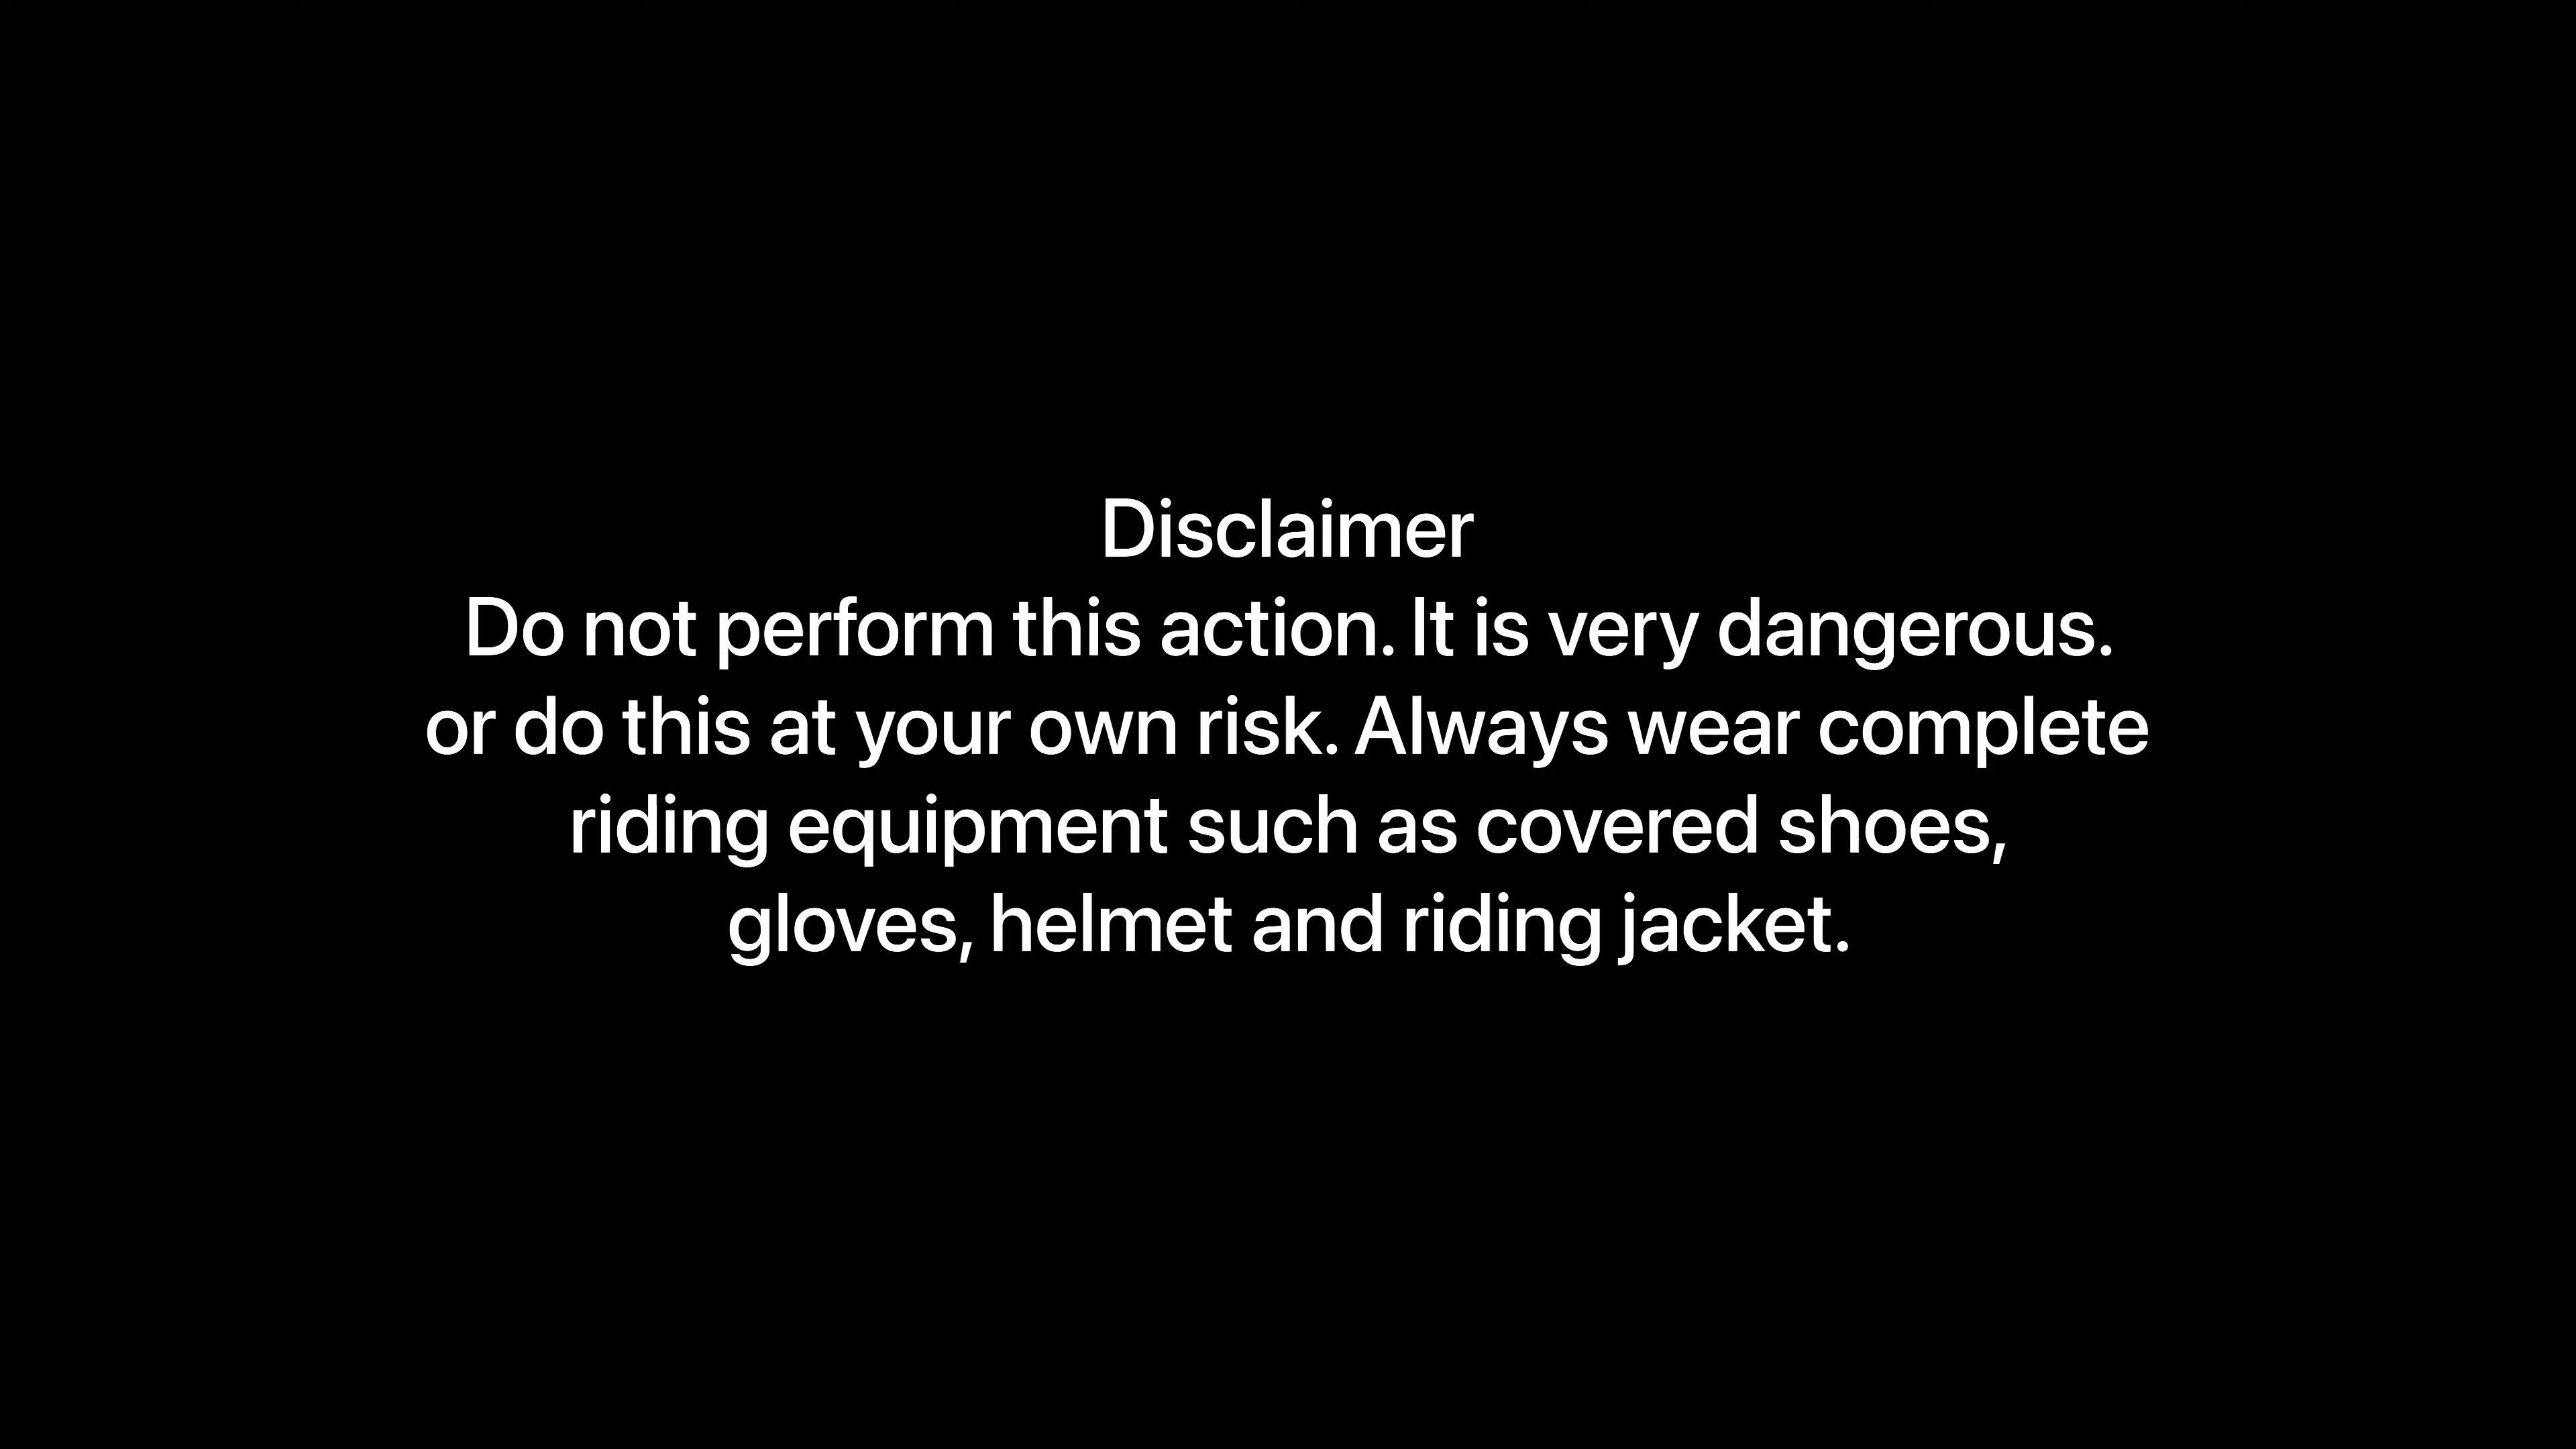 Disclaimer
Do not perform this action. It is very dangerous.
or do this at your own risk. Always wear complete
riding equipment such as covered shoes,
gloves, helmet and riding jacket.